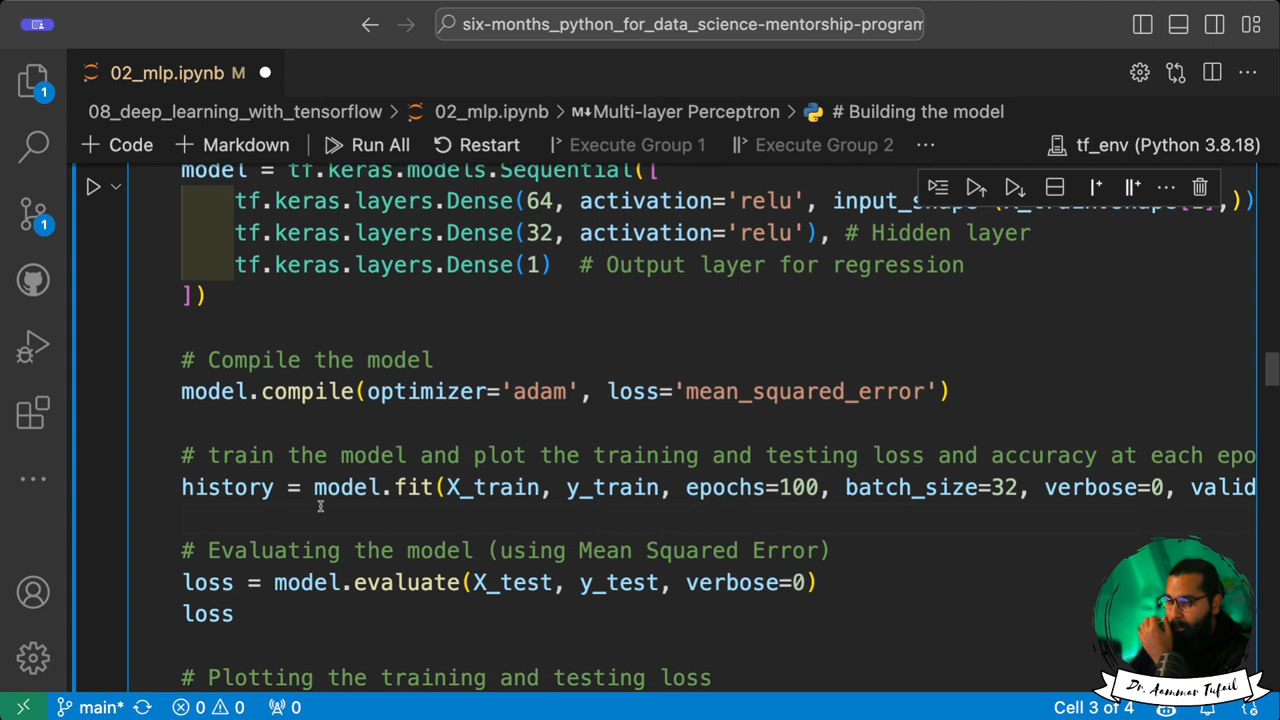 six-months_python_for_data_science-mentorship-program
02_mlp.ipynb M
1
08_deep_learning_with_tensorflow > 02_mlp.ipynb > M↓Multi-layer Perceptron > # Building the model
+ Code + Markdown Run All Restart Execute Group 1 Execute Group 2 ... tf_env (Python 3.8.18)
model = tf.keras.models.Sequential([
tf.keras.layers.Dense(64, activation='relu',
tf.keras.layers.Dense(32, activation='relu'), # Hidden layer
tf.keras.layers.Dense(1) # Output layer for regression
])
1
# Compile the model
model.compile(optimizer='adam', loss='mean_squared_error')
# train the model and plot the training and testing loss and accuracy at each epo
history = model.fit(X_train, y_train, epochs=100, batch_size=32, verbose=0, valid
# Evaluating the model (using Mean Squared Error)
loss = model.evaluate(X_test, y_test, verbose=0)
loss
# Plotting the training and testing loss
Dr. Aammar Tufail
main* 0 0 0 Cell 3 of 4